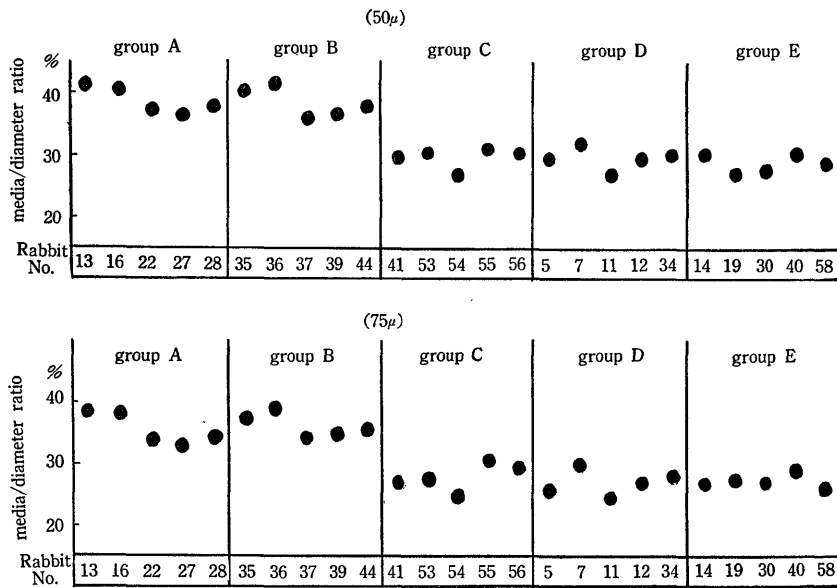 (50μ)
group A group B group C group D group E
%
media/diameter ratio
40
30
20
Rabbit No. 13 16 22 27 28 35 36 37 39 44 41 53 54 55 56 5 7 11 12 34 14 19 30 40 58
(75μ)
group A group B group C group D group E
%
media/diameter ratio
40
30
20
Rabbit No. 13 16 22 27 28 35 36 37 39 44 41 53 54 55 56 5 7 11 12 34 14 19 30 40 58